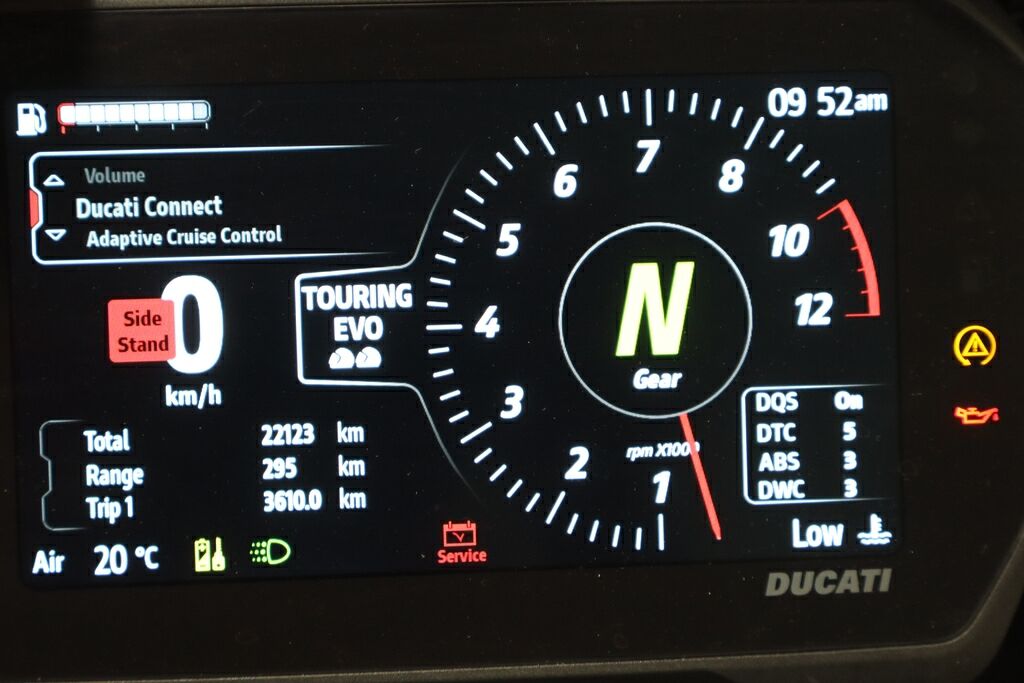 09 52am
Volume
Ducati Connect
Adaptive Cruise Control
7
6
8
5
10
TOURING
EVO
4
12
N
Gear
Side
Stand
0
km/h
3
2
rpm X1000
1
DQS On
DTC 5
ABS 3
DWC 3
Total 22123 km
Range 295 km
Trip 1 3610.0 km
Air 20 °C
Service
Low
DUCATI